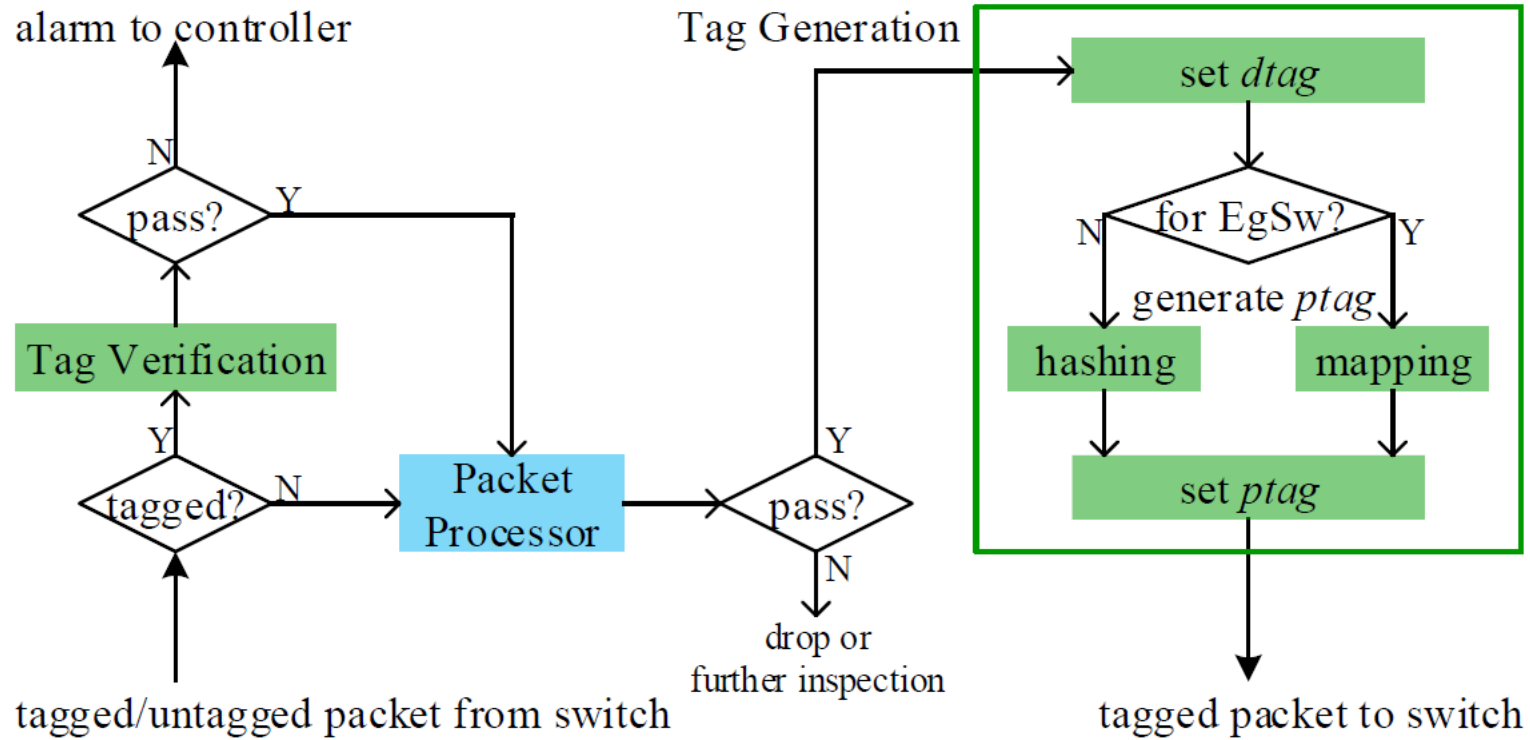 alarm to controller
Tag Generation
set dtag
N
pass?
Y
for EgSw?
N
Y
generate ptag
Tag Verification
hashing
mapping
Y
tagged?
N
Packet
Processor
Y
pass?
N
set ptag
drop or
further inspection
tagged/untagged packet from switch
tagged packet to switch